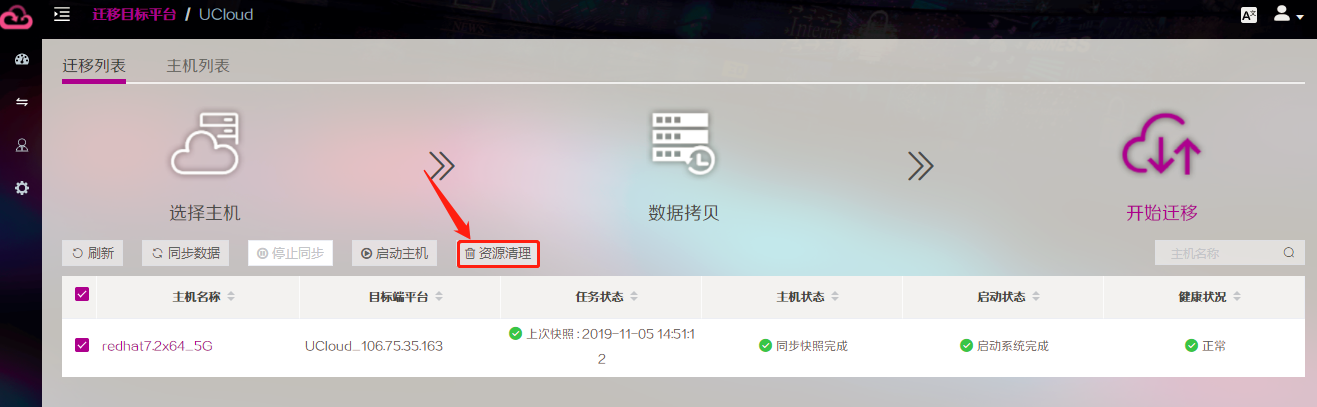 迁移目标平台 / UCloud
迁移列表 主机列表
选择主机 数据拷贝 开始迁移
刷新 同步数据 停止同步 启动主机 资源清理 主机名称
主机名称 目标端平台 任务状态 主机状态 启动状态 健康状况
redhat7.2x64_5G UCloud_106.75.35.163 上次快照 : 2019-11-05 14:51:1
2 同步快照完成 启动系统完成 正常